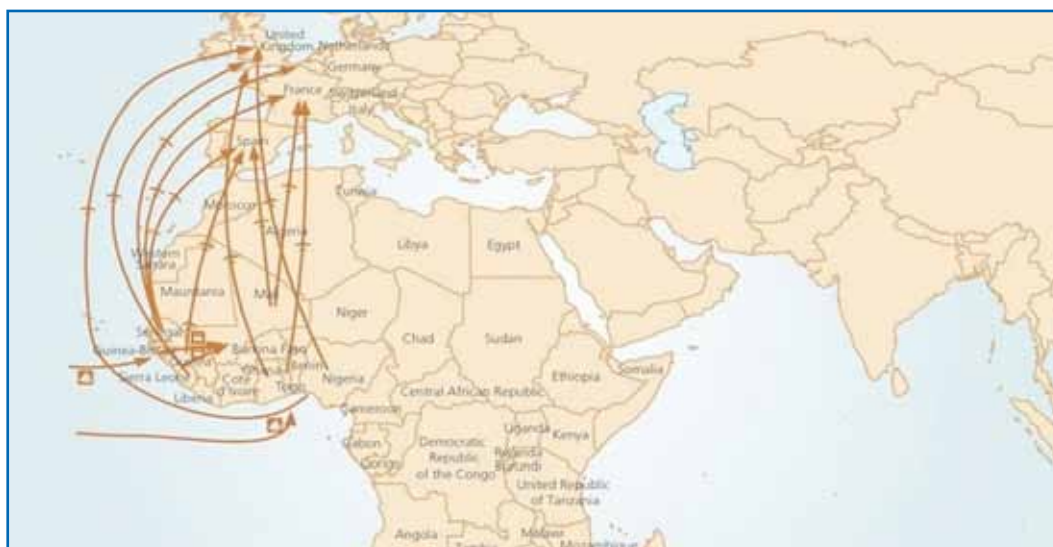 United
Kingdom
Netherlands
Germany
France
Switzerland
Italy
Spain
Tunisia
Morocco
Algeria
Libya
Egypt
Western
Sahara
Mauritania
Mali
Niger
Chad
Sudan
Senegal
Burkina Faso
Benin
Ghana
Sierra Leone
Cote
d'Ivoire
Togo
Nigeria
Liberia
Ethiopia
Somalia
Central African Republic
Cameroon
Uganda
Kenya
Gabon
Congo
Democratic
Republic
of the Congo
Rwanda
Burundi
United Republic
of Tanzania
Angola
Malawi
Mozambique